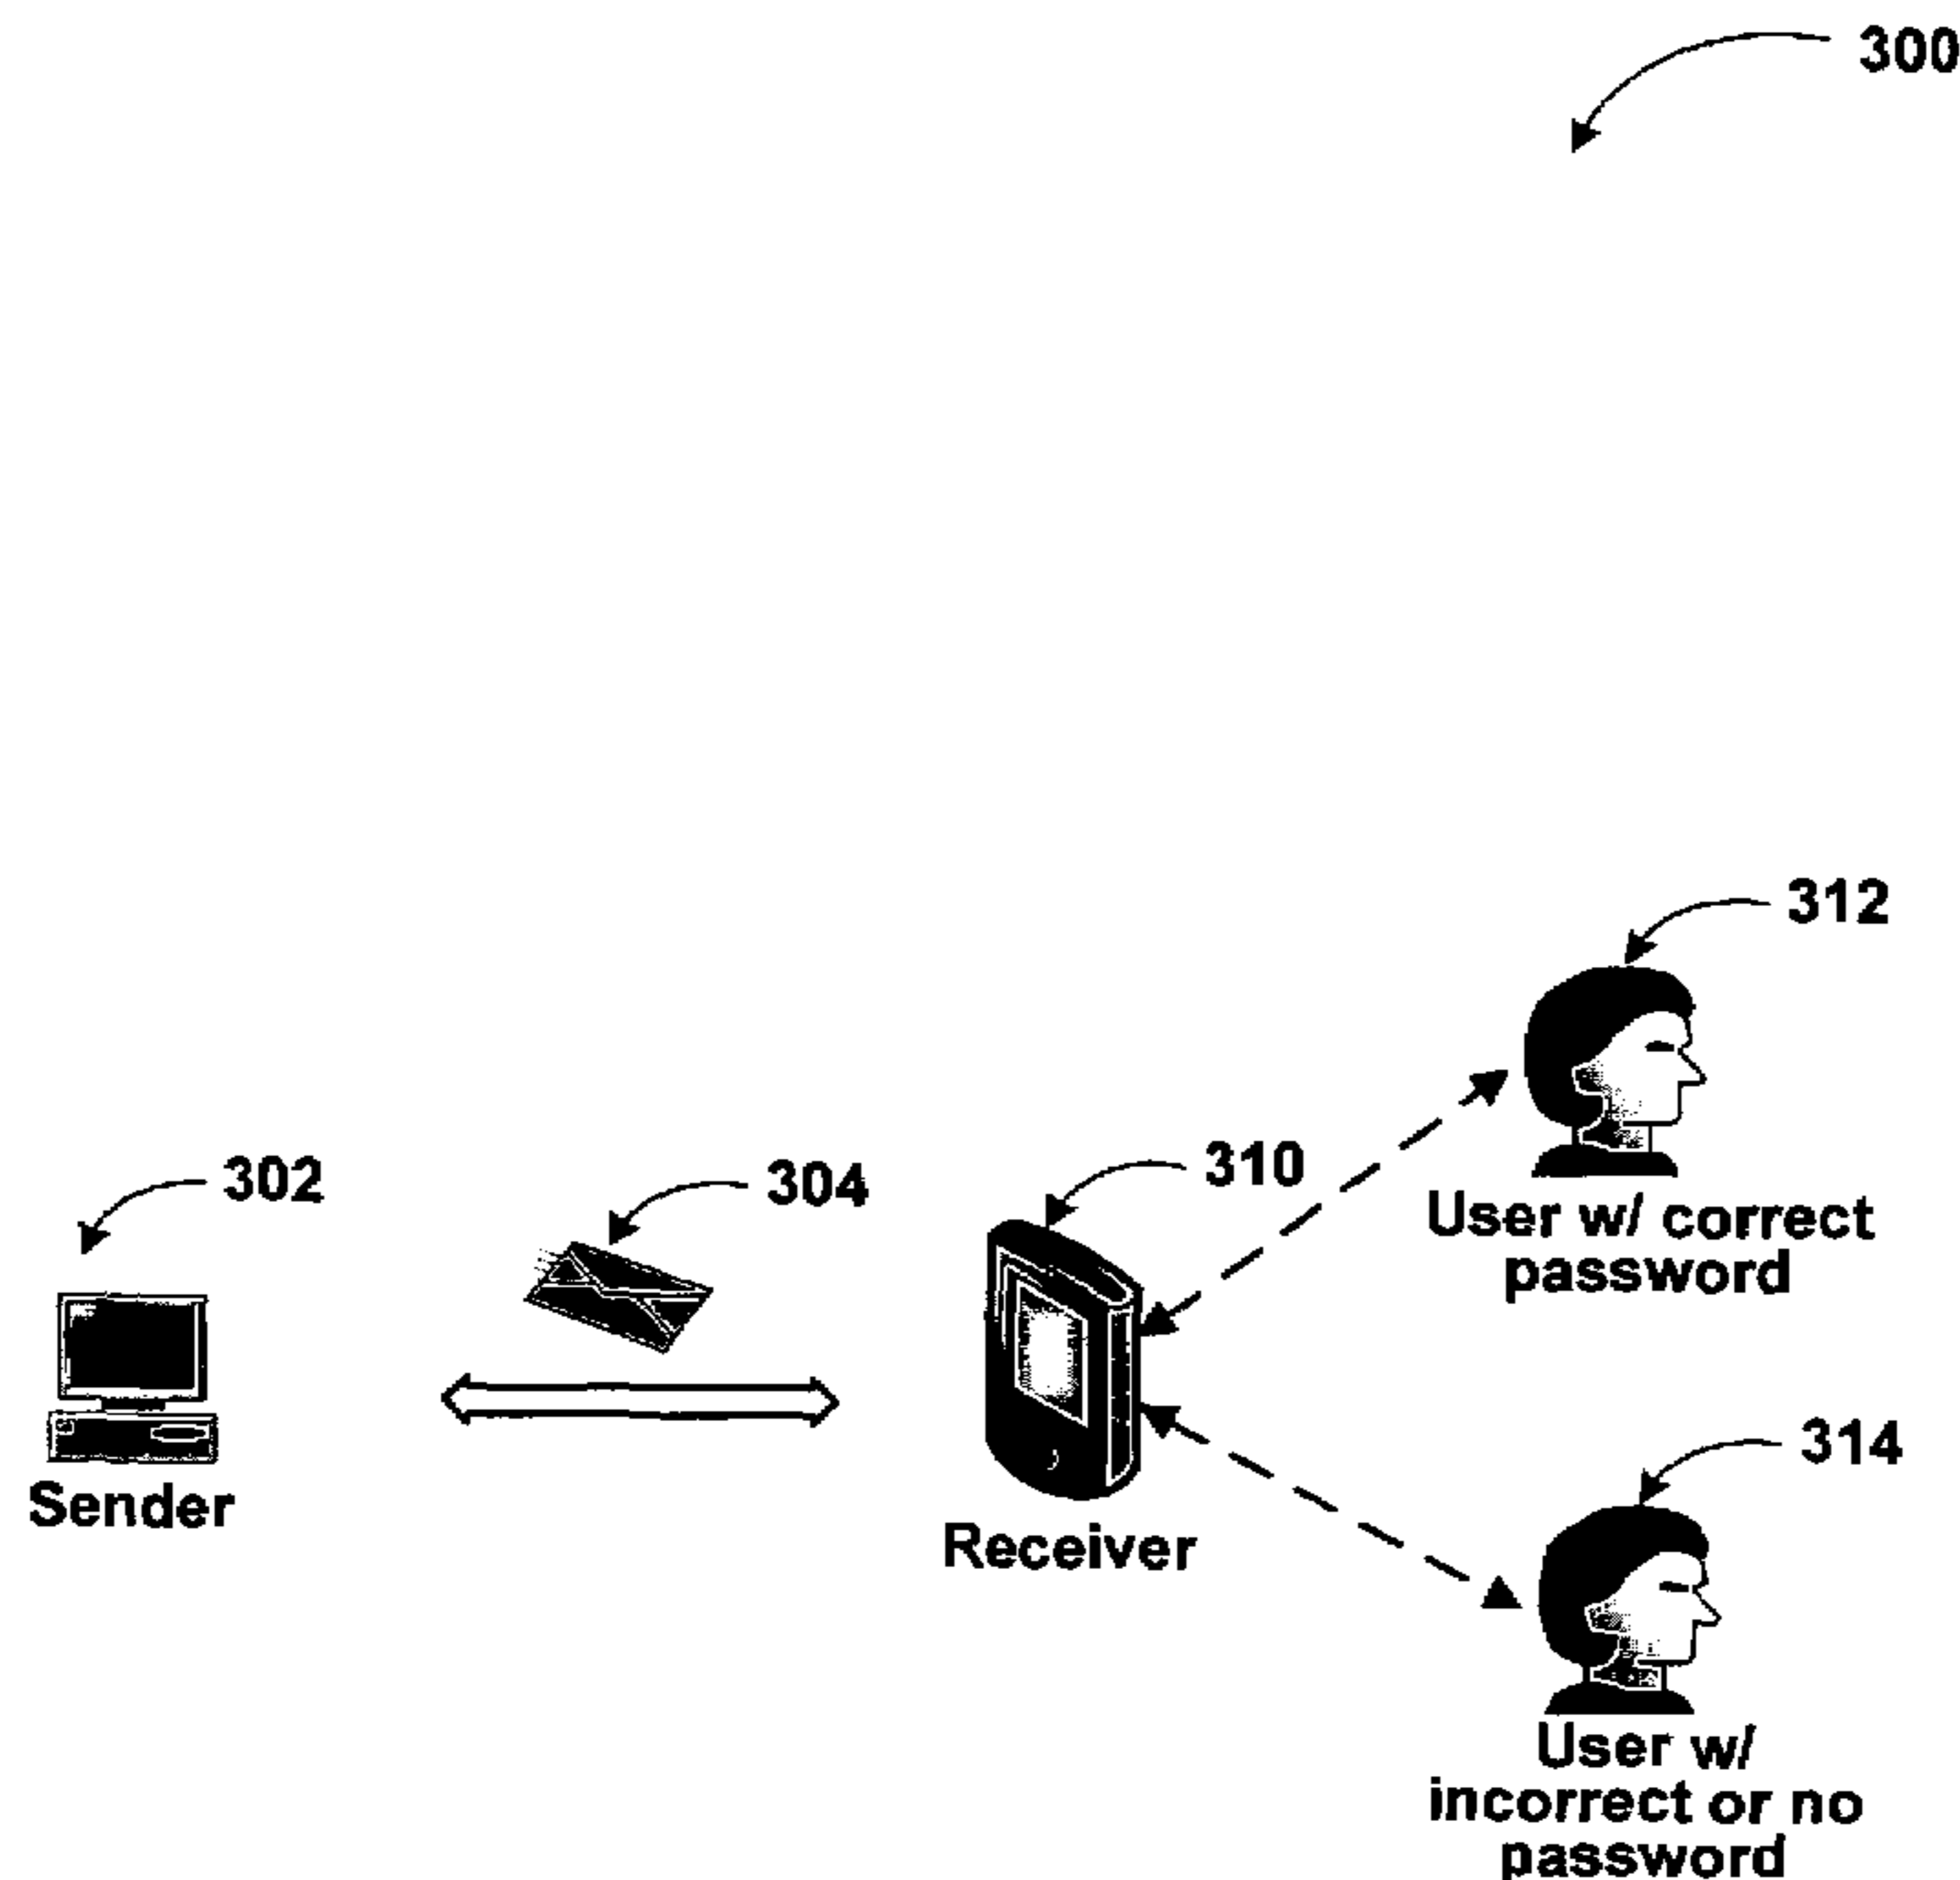 300
312
User w/ correct
password
302
304
310
Sender
Receiver
314
User w/
incorrect or no
password